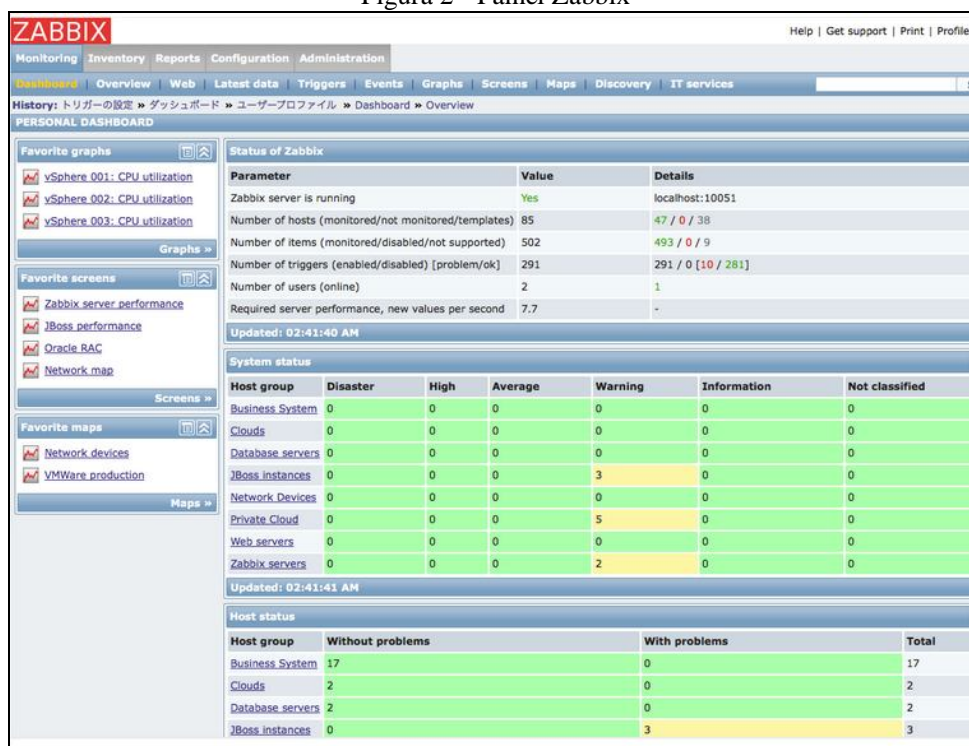 Figura 2 - Painel Zabbix
ZABBIX
Help | Get support | Print | Profile
Monitoring Inventory Reports Configuration Administration
Dashboard | Overview | Web | Latest data | Triggers | Events | Graphs | Screens | Maps | Discovery | IT services
History: トリガーの設定 » ダッシュボード » ユーザープロファイル » Dashboard » Overview
PERSONAL DASHBOARD
Favorite graphs
vSphere 001: CPU utilization
vSphere 002: CPU utilization
vSphere 003: CPU utilization
Graphs »
Favorite screens
Zabbix server performance
JBoss performance
Oracle RAC
Network map
Screens »
Favorite maps
Network devices
VMWare production
Maps »
Status of Zabbix
Parameter Value Details
Zabbix server is running Yes localhost:10051
Number of hosts (monitored/not monitored/templates) 85 47 / 0 / 38
Number of items (monitored/disabled/not supported) 502 493 / 0 / 9
Number of triggers (enabled/disabled) [problem/ok] 291 291 / 0 [10 / 281]
Number of users (online) 2 1
Required server performance, new values per second 7.7 -
Updated: 02:41:40 AM
System status
Host group Disaster High Average Warning Information Not classified
Business System 0 0 0 0 0 0
Clouds 0 0 0 0 0 0
Database servers 0 0 0 0 0 0
JBoss instances 0 0 0 3 0 0
Network Devices 0 0 0 0 0 0
Private Cloud 0 0 0 5 0 0
Web servers 0 0 0 0 0 0
Zabbix servers 0 0 0 2 0 0
Updated: 02:41:41 AM
Host status
Host group Without problems With problems Total
Business System 17 0 17
Clouds 2 0 2
Database servers 2 0 2
JBoss instances 0 3 3